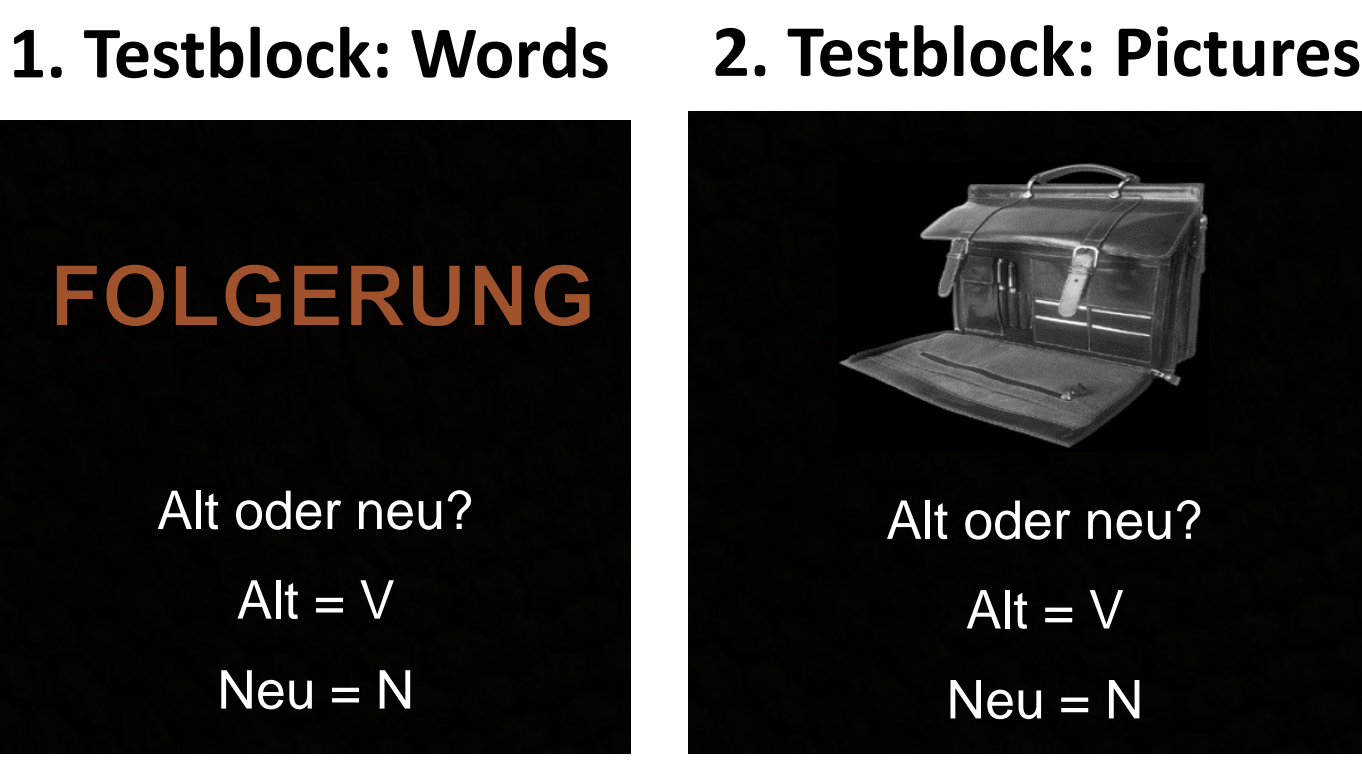 1. Testblock: Words
FOLGERUNG
Alt oder neu?
Alt = V
Neu = N
2. Testblock: Pictures
Alt oder neu?
Alt = V
Neu = N